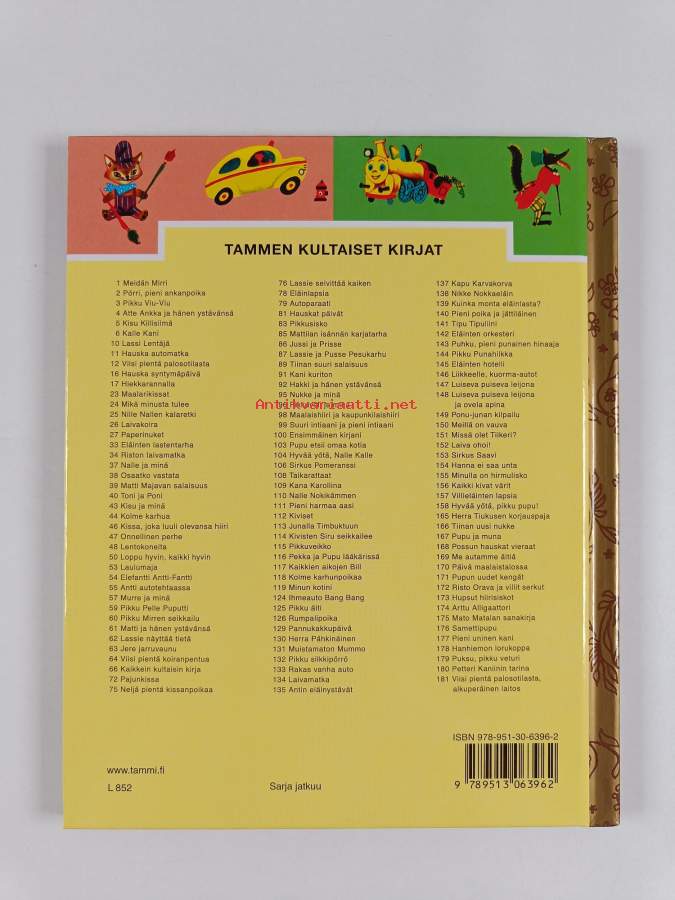 TAMMEN KULTAISET KIRJAT
1 Meidän Mirri
2 Pörri, pieni ankanpoika
3 Pikku Viu-Viu
4 Atte Ankka ja hänen ystävänsä
5 Kisu Kiilisilmä
6 Kalle Kani
10 Lassi Lentäjä
11 Hauska automatka
12 Viisi pientä palosotilasta
16 Hauska syntymäpäivä
17 Hiekkarannalla
23 Maalarikissat
24 Mikä minusta tulee
25 Nille Nallen kalaretki
26 Laivakoira
27 Paperinuket
33 Eläinten lastentarha
34 Riston laivamatka
37 Nalle ja minä
38 Osaatko vastata
39 Matti Majavan salaisuus
40 Toni ja Poni
43 Kisu ja minä
44 Kolme karhua
46 Kissa, joka luuli olevansa hiiri
47 Onnellinen perhe
48 Lentokoneita
50 Loppu hyvin, kaikki hyvin
53 Laulumaja
54 Elefantti Antti-Fantti
55 Antti autotehtaassa
57 Murre ja minä
59 Pikku Pelle Puputti
60 Pikku Mirren seikkailu
61 Matti ja hänen ystävänsä
62 Lassie näyttää tietä
63 Jere jarruvaunu
64 Viisi pientä koiranpentua
66 Kaikkein kultaisin kirja
72 Pajunkissa
75 Neljä pientä kissanpoikaa
76 Lassie selvittää kaiken
78 Eläinlapsia
79 Autoparaati
81 Hauskat päivät
83 Pikkusisko
85 Mattilan isännän karjatarha
86 Jussi ja Prisse
87 Lassie ja Pusse Pesukarhu
89 Tiinan suuri salaisuus
91 Kani kuriton
92 Hakki ja hänen ystävänsä
95 Nukke ja minä
Antikvariaatti.net
98 Maalaishiiri ja kaupunkilaishiiri
99 Suuri intiaani ja pieni intiaani
100 Ensimmäinen kirjani
103 Pupu etsii omaa kotia
104 Hyvää yötä, Nalle Kalle
106 Sirkus Pomeranssi
108 Taikarattaat
109 Kana Karoliina
110 Nalle Nokikämmen
111 Pieni harmaa aasi
112 Kiviset
113 Junalla Timbuktuun
114 Kivisten Siru seikkailee
115 Pikkuveikko
116 Pekka ja Pupu lääkärissä
117 Kaikkien aikojen Bill
118 Kolme karhunpoikaa
119 Minun kotini
124 Ihmeauto Bang Bang
125 Pikku äiti
126 Rumpalipoika
129 Pannukakkupäivä
130 Herra Pähkinäinen
131 Muistamaton Mummo
132 Pikku silkkipörrö
133 Rakas vanha auto
134 Laivamatka
135 Antin eläinystävät
137 Kapu Karvakorva
138 Nikke Nokkaeläin
139 Kuinka monta eläinlasta?
140 Pieni poika ja jättiläinen
141 Tipu Tipuliini
142 Eläinten orkesteri
143 Puhku, pieni punainen hinaaja
144 Pikku Punahilkka
145 Eläinten hotelli
146 Liikkeelle, kuorma-autot
147 Luiseva puiseva leijona
148 Luiseva puiseva leijona
ja ovela apina
149 Ponu-junan kilpailu
150 Meillä on vauva
151 Missä olet Tiikeri?
152 Laiva ohoi!
153 Sirkus Saavi
154 Hanna ei saa unta
155 Minulla on hirmulisko
156 Kaikki kivat värit
157 Villieläinten lapsia
158 Hyvää yötä, pikku pupu!
165 Herra Tiukusen korjauspaja
166 Tiinan uusi nukke
167 Pupu ja muna
168 Possun hauskat vieraat
169 Me autamme äitiä
170 Päivä maalaistalossa
171 Pupun uudet kengät
172 Risto Orava ja villit serkut
173 Hupsut hiirisiskot
174 Arttu Alligaattori
175 Mato Matalan sanakirja
176 Samettipupu
177 Pieni uninen kani
178 Hanhiemon lorukoppa
179 Puksu, pikku veturi
180 Petteri Kaniinin tarina
181 Viisi pientä palosotilasta,
alkuperäinen laitos
ISBN 978-951-30-6396-2
9 789513 063962
www.tammi.fi
L 852
Sarja jatkuu